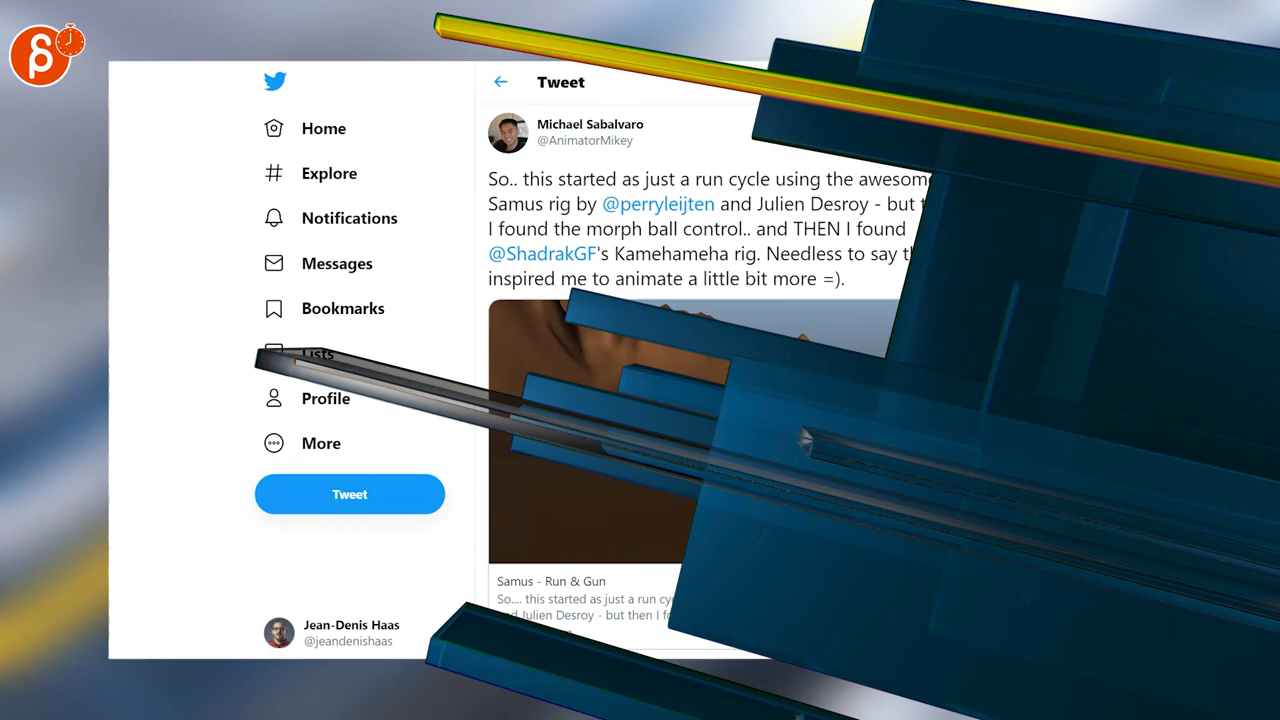 Home
Explore
Notifications
Messages
Bookmarks
Lists
Profile
More
Tweet
Jean-Denis Haas
@jeandenishaas
Tweet
Michael Sabalvaro
@AnimatorMikey
So.. this started as just a run cycle using the awesome
Samus rig by @perryleijten and Julien Desroy - but
I found the morph ball control.. and THEN I found
@ShadrakGF's Kamehameha rig. Needless to say
inspired me to animate a little bit more =).
Samus - Run & Gun
So.... this started as just a run
and Julien Desroy - but then I